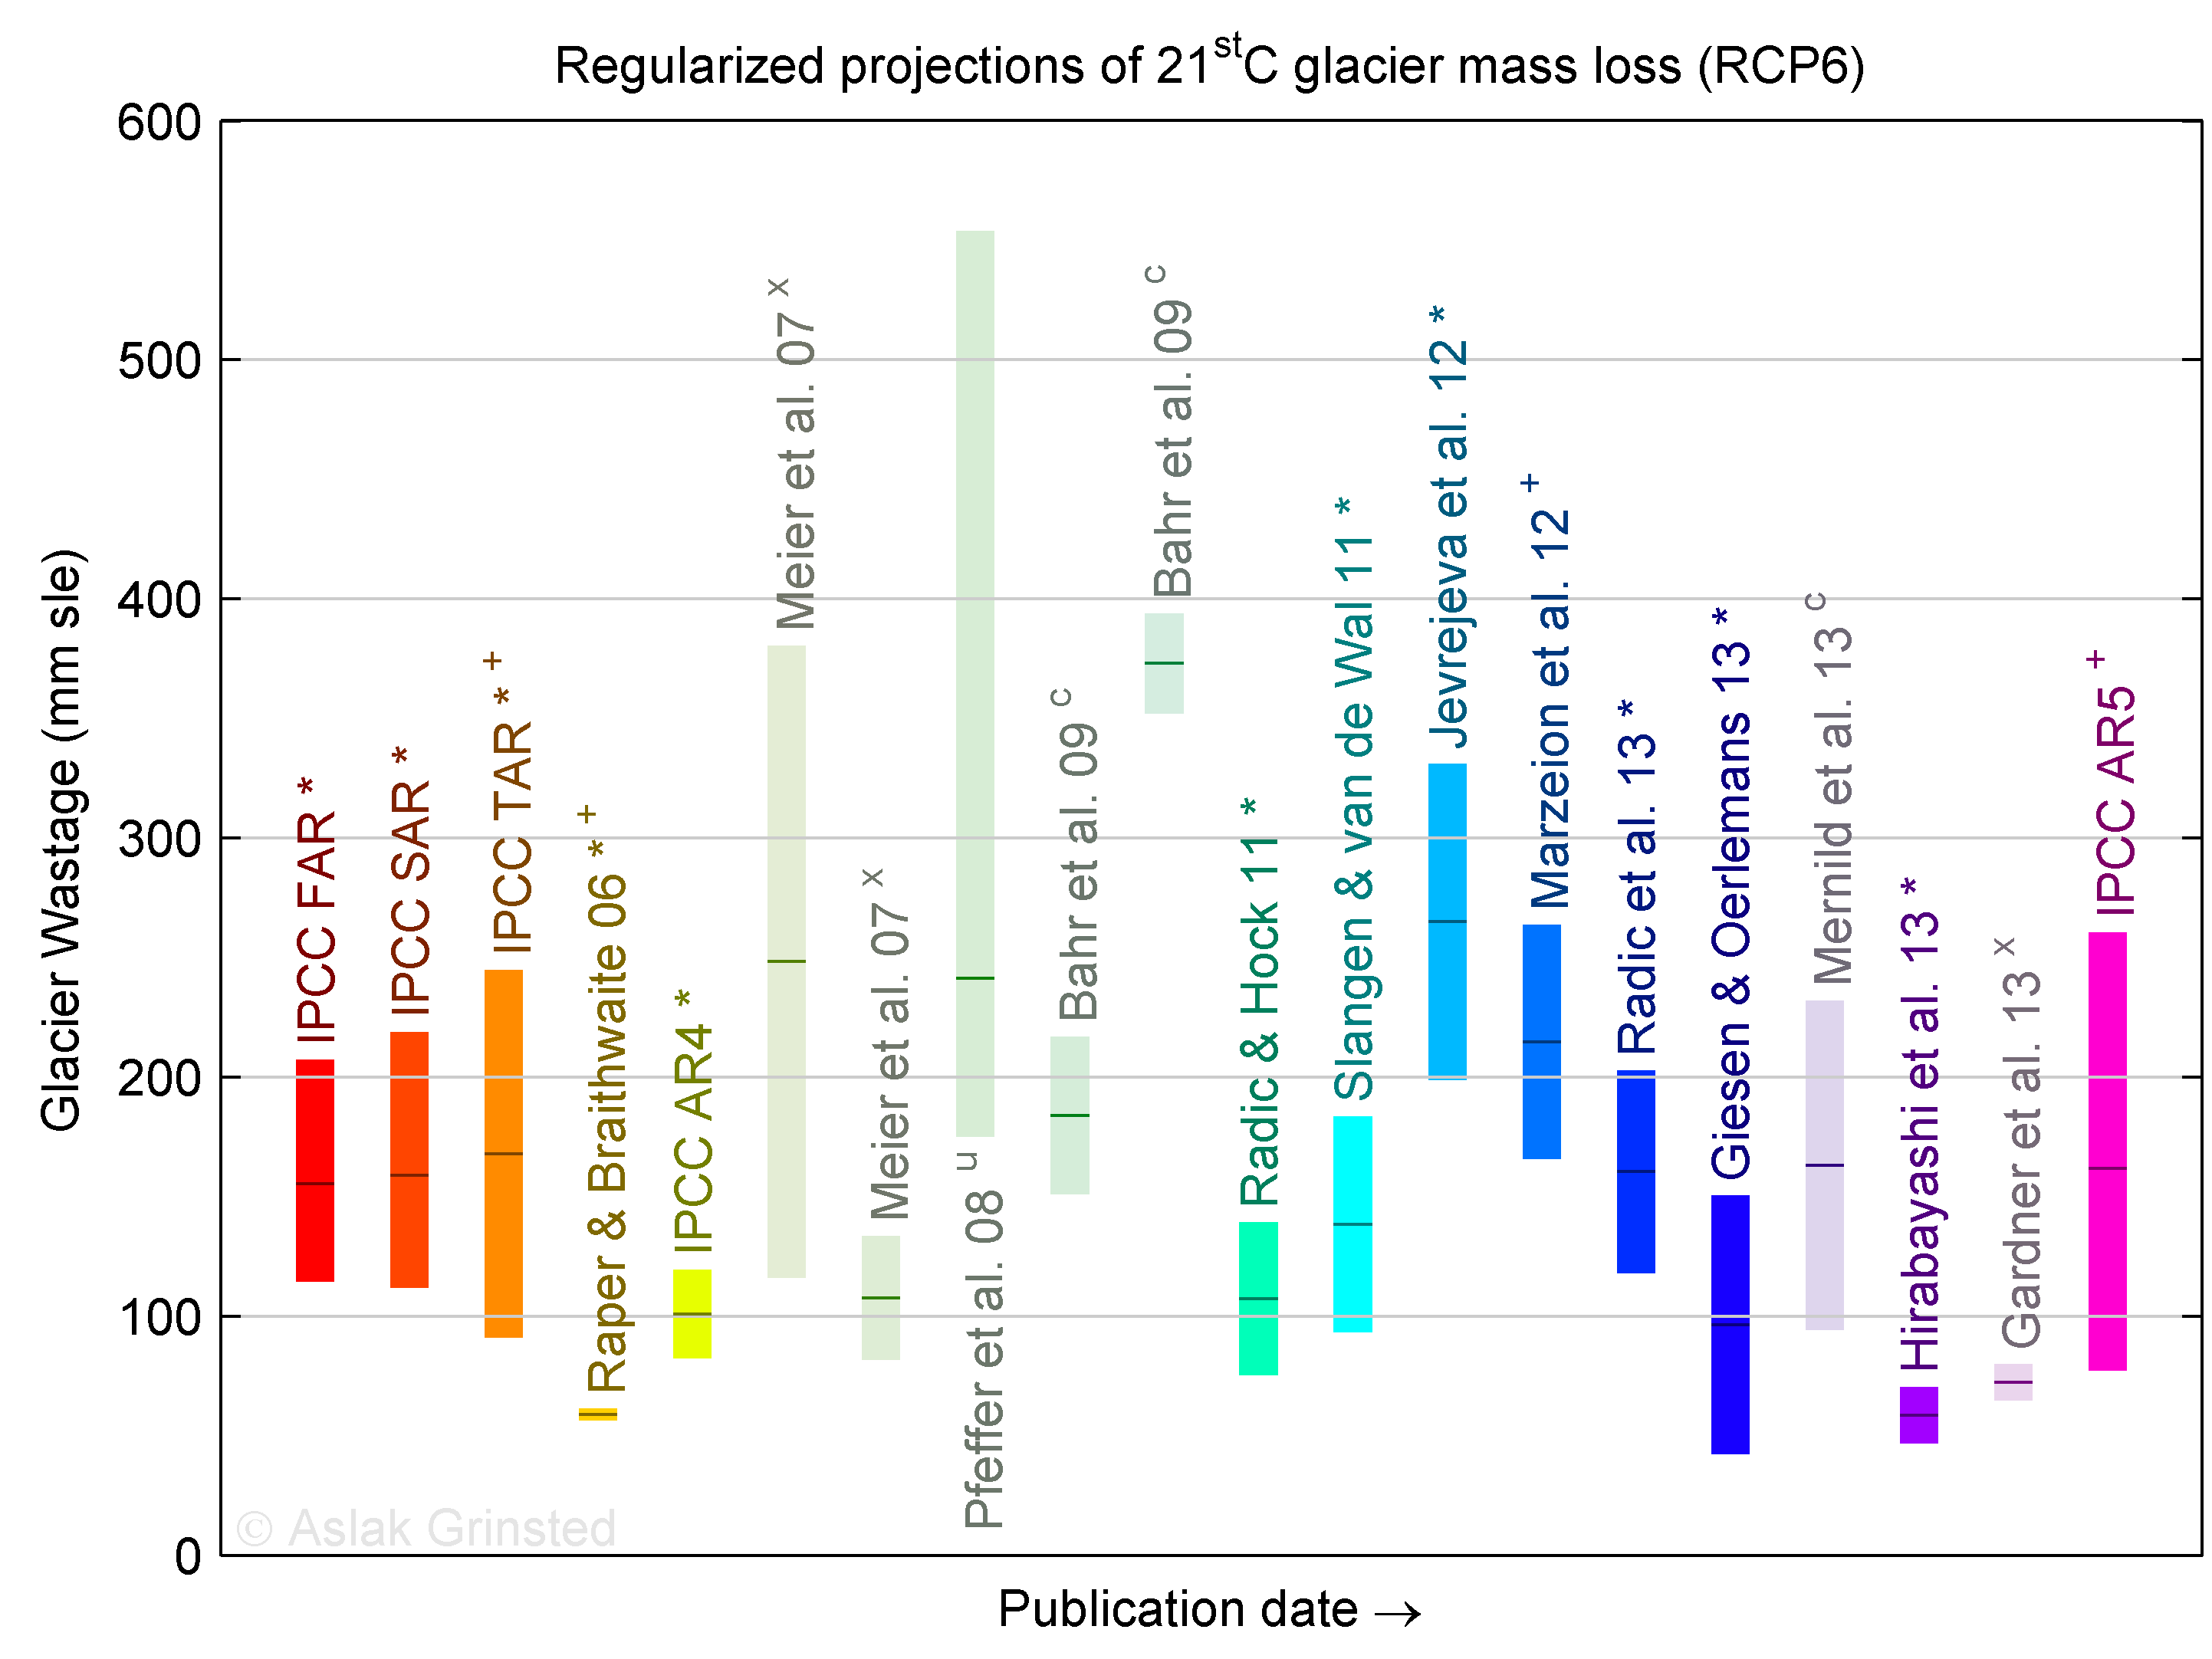 Regularized projections of 21stC glacier mass loss (RCP6)
600
500
400
300
200
100
0
Glacier Wastage (mm sle)
IPCC FAR *
IPCC SAR *
IPCC TAR * +
Raper & Braithwaite 06 * +
IPCC AR4 *
Meier et al. 07 x
Meier et al. 07 x
Pfeffer et al. 08 u
Bahr et al. 09 c
Bahr et al. 09 c
Radic & Hock 11 *
Slangen & van de Wal 11 *
Jevrejeva et al. 12 *
Marzeion et al. 12 +
Radic et al. 13 *
Giesen & Oerlemans 13 *
Mernild et al. 13 c
Hirabayashi et al. 13 *
Gardner et al. 13 x
IPCC AR5 +
© Aslak Grinsted
Publication date →